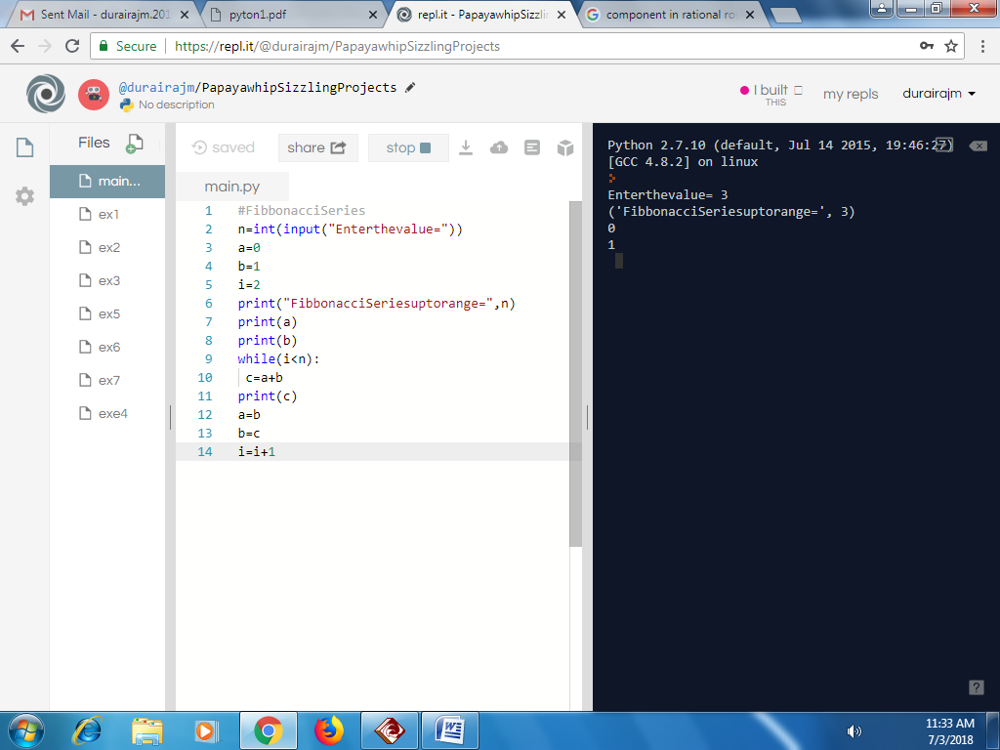 Sent Mail - durairajm.201
pyton1.pdf
repl.it - PapayawhipSizzlin
component in rational ro
Secure
https://repl.it/@durairajm/PapayawhipSizzlingProjects
@durairajm/PapayawhipSizzlingProjects
No description
I built
THIS
my repls
durairajm
Files
saved
share
stop
main...
ex1
ex2
ex3
ex5
ex6
ex7
exe4
main.py
1 #FibbonacciSeries
2 n=int(input("Enterthevalue="))
3 a=0
4 b=1
5 i=2
6 print("FibbonacciSeriesuptorange=",n)
7 print(a)
8 print(b)
9 while(i<n):
10 c=a+b
11 print(c)
12 a=b
13 b=c
14 i=i+1
Python 2.7.10 (default, Jul 14 2015, 19:46:27)
[GCC 4.8.2] on linux
Enterthevalue= 3
('FibbonacciSeriesuptorange=', 3)
0
1
?
11:33 AM
7/3/2018